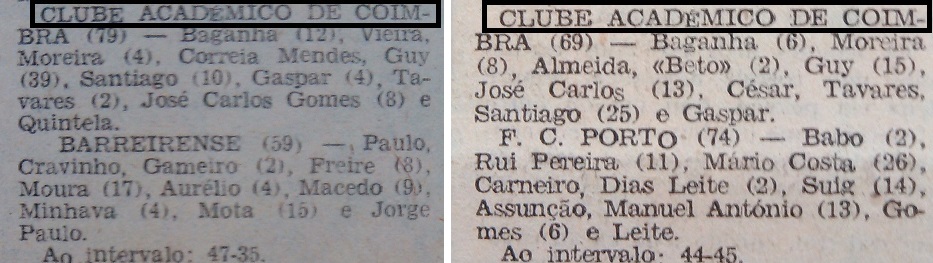 CLUBE ACADÉMICO DE COIM-
BRA (79) — Baganha (12), Vieira,
Moreira (4), Correia Mendes, Guy
(39), Santiago (10), Gaspar (4), Ta-
vares (2), José Carlos Gomes (8) e
Quintela.
BARREIRENSE (59) — Paulo,
Cravinho, Gameiro (2), Freire (8),
Moura (17), Aurélio (4), Macedo (9),
Minhava (4), Mota (15) e Jorge
Paulo.
Ao intervalo: 47-35.
CLUBE ACADÉMICO DE COIM-
BRA (69) — Baganha (6), Moreira
(8), Almeida, «Beto» (2), Guy (15),
José Carlos (13), César, Tavares,
Santiago (25) e Gaspar.
F. C. PORTO (74) — Babo (2),
Rui Pereira (11), Mário Costa (26),
Carneiro, Dias Leite (2), Suig (14),
Assunção, Manuel António (13), Go-
mes (6) e Leite.
Ao intervalo: 44-45.